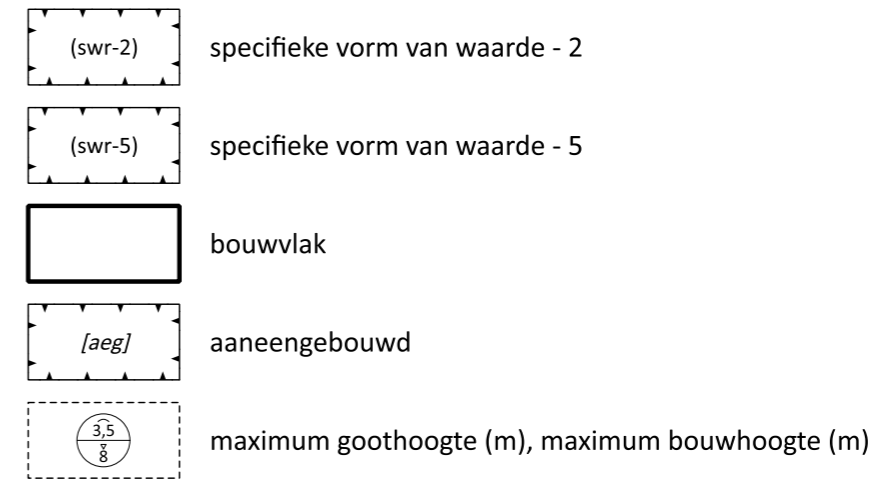 (swr-2) specifieke vorm van waarde - 2
(swr-5) specifieke vorm van waarde - 5
bouwvlak
[aeg] aaneengebouwd
3,5
8
maximum goothoogte (m), maximum bouwhoogte (m)